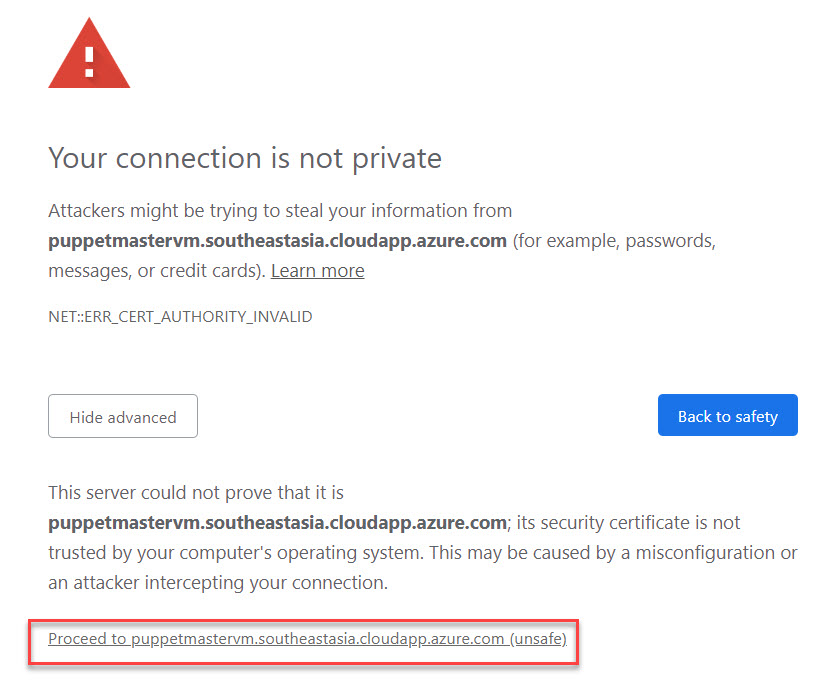 Your connection is not private
Attackers might be trying to steal your information from
puppetmastervm.southeastasia.cloudapp.azure.com (for example, passwords,
messages, or credit cards). Learn more
NET::ERR_CERT_AUTHORITY_INVALID
Hide advanced
Back to safety
This server could not prove that it is
puppetmastervm.southeastasia.cloudapp.azure.com; its security certificate is not
trusted by your computer's operating system. This may be caused by a misconfiguration or
an attacker intercepting your connection.
Proceed to puppetmastervm.southeastasia.cloudapp.azure.com (unsafe)